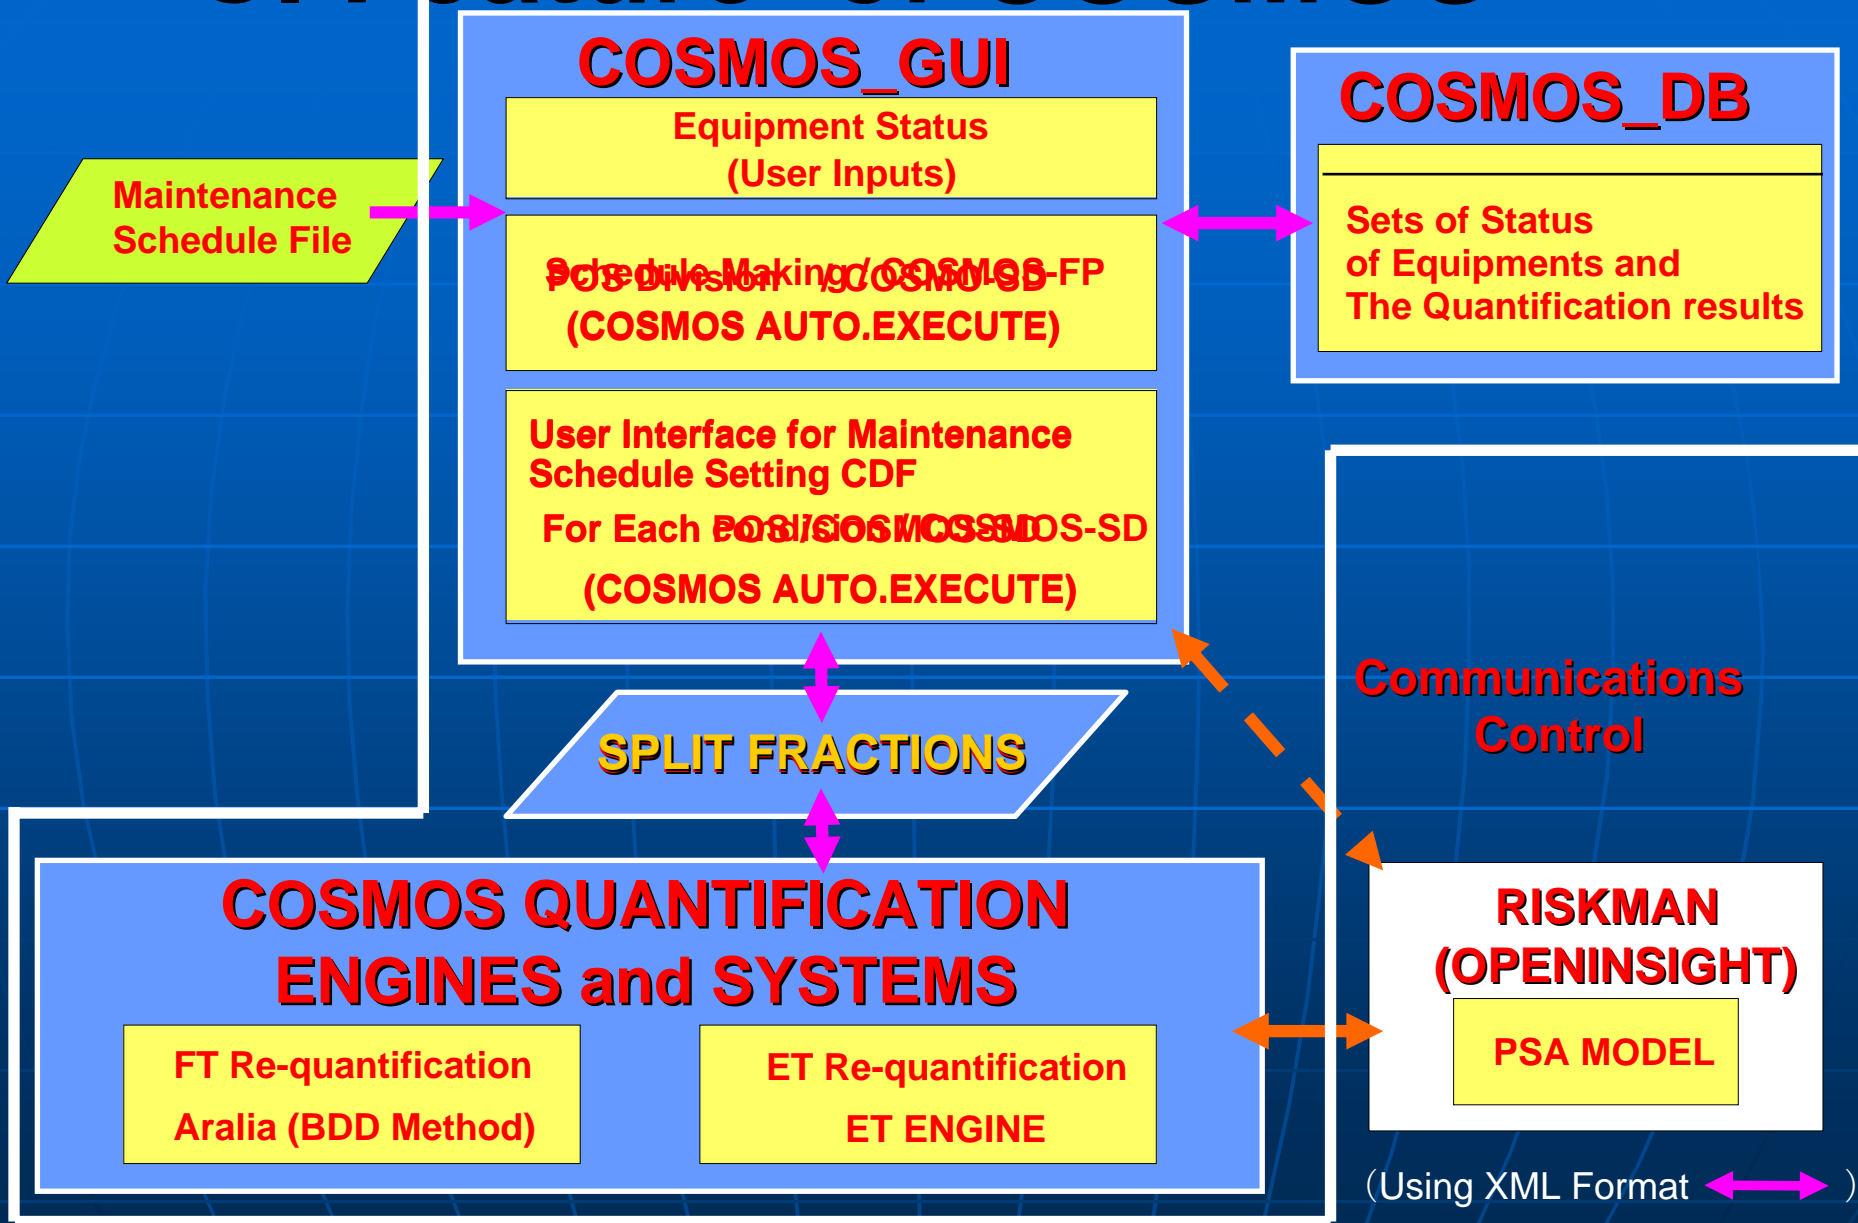 COSMOS_GUI
Equipment Status
(User Inputs)
(COSMOS AUTO.EXECUTE)
User Interface for Maintenance
Schedule Setting CDF
For Each
(COSMOS AUTO.EXECUTE)
COSMOS_DB
Sets of Status
of Equipments and
The Quantification results
Maintenance
Schedule File
SPLIT FRACTIONS
Communications
Control
COSMOS QUANTIFICATION
ENGINES and SYSTEMS
FT Re-quantification
Aralia (BDD Method)
ET Re-quantification
ET ENGINE
RISKMAN
(OPENINSIGHT)
PSA MODEL
（Using XML Format ）